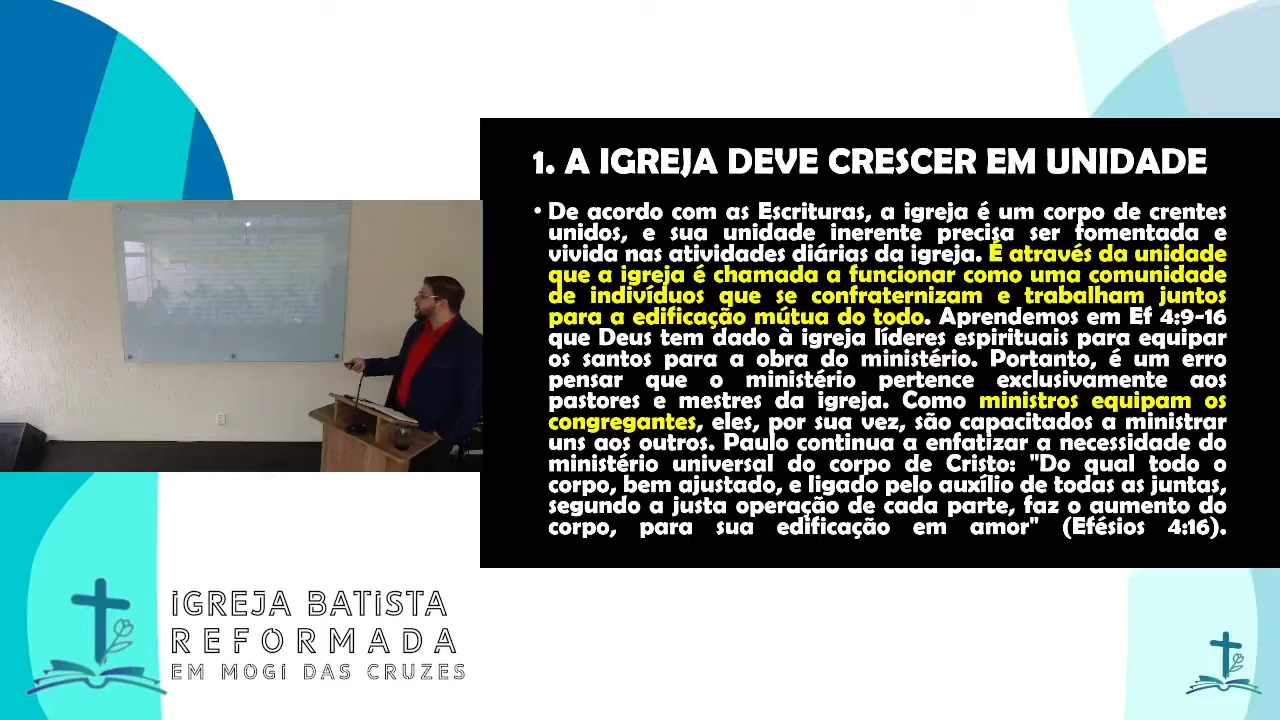 1. A IGREJA DEVE CRESCER EM UNIDADE
• De acordo com as Escrituras, a igreja é um corpo de crentes
unidos, e sua unidade inerente precisa ser fomentada e
vivida nas atividades diárias da igreja. É através da unidade
que a igreja é chamada a funcionar como uma comunidade
de indivíduos que se confraternizam e trabalham juntos
para a edificação mútua do todo. Aprendemos em Ef 4:9-16
que Deus tem dado à igreja líderes espirituais para equipar
os santos para a obra do ministério. Portanto, é um erro
pensar que o ministério pertence exclusivamente aos
pastores e mestres da igreja. Como ministros equipam os
congregantes, eles, por sua vez, são capacitados a ministrar
uns aos outros. Paulo continua a enfatizar a necessidade do
ministério universal do corpo de Cristo: "Do qual todo o
corpo, bem ajustado, e ligado pelo auxílio de todas as juntas,
segundo a justa operação de cada parte, faz o aumento do
corpo, para sua edificação em amor" (Efésios 4:16).
IGREJA BATISTA
REFORMADA
EM MOGI DAS CRUZES